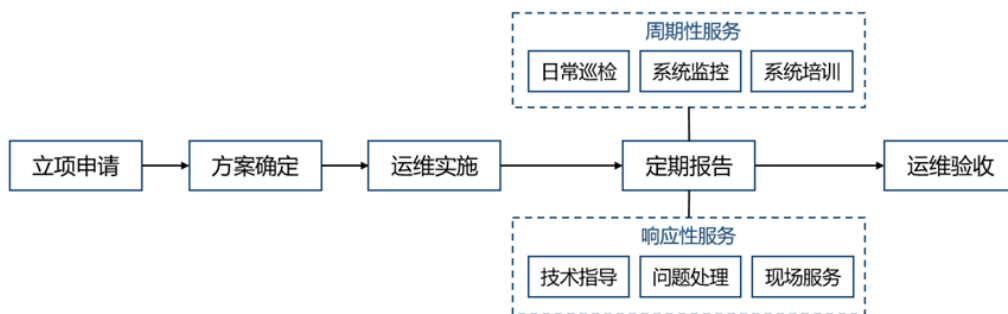 周期性服务
日常巡检 系统监控 系统培训
立项申请 方案确定 运维实施 定期报告 运维验收
响应性服务
技术指导 问题处理 现场服务